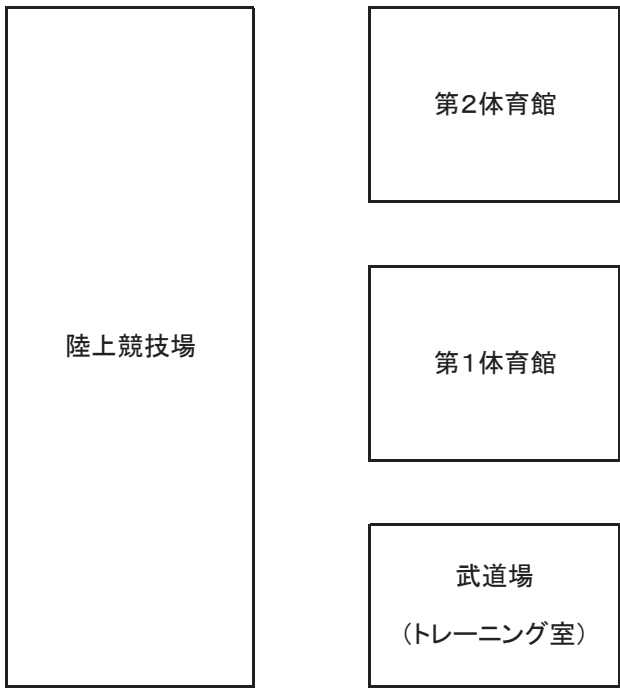 第2体育館
陸上競技場
第1体育館
武道場
（トレーニング室）